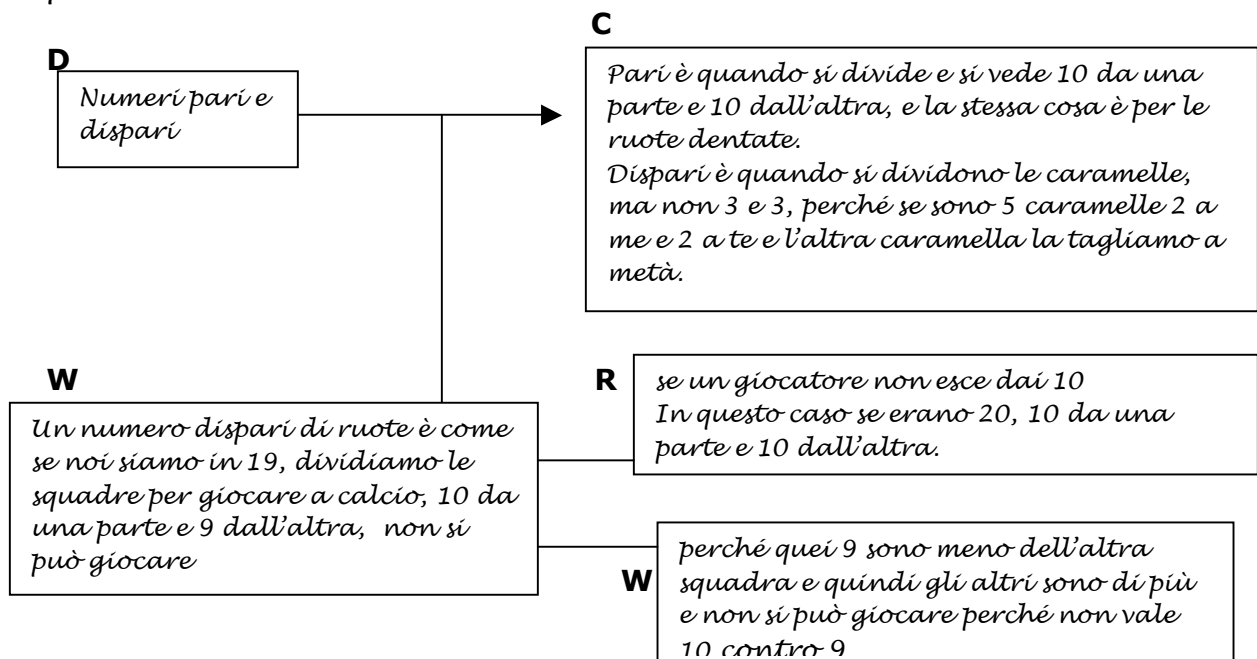 C
D
Numeri pari e
dispari
Pari è quando si divide e si vede 10 da una
parte e 10 dall'altra, e la stessa cosa è per le
ruote dentate.
Dispari è quando si dividono le caramelle,
ma non 3 e 3, perché se sono 5 caramelle 2 a
me e 2 a te e l'altra caramella la tagliamo a
metà.
W
Un numero dispari di ruote è come
se noi siamo in 19, dividiamo le
squadre per giocare a calcio, 10 da
una parte e 9 dall'altra, non si
può giocare
R
se un giocatore non esce dai 10
In questo caso se erano 20, 10 da una
parte e 10 dall'altra.
W
perché quei 9 sono meno dell'altra
squadra e quindi gli altri sono di più
e non si può giocare perché non vale
10 contro 9